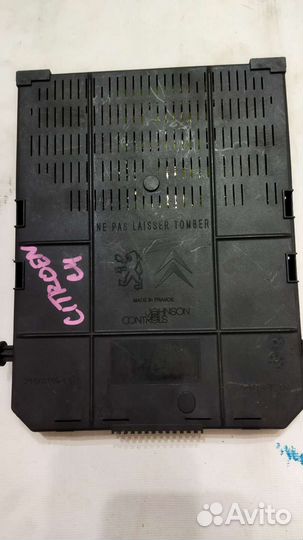 NE PAS LAISSER TOMBER
CITROEN
C4
MADE IN FRANCE
JOHNSON
CONTROLS
Avito